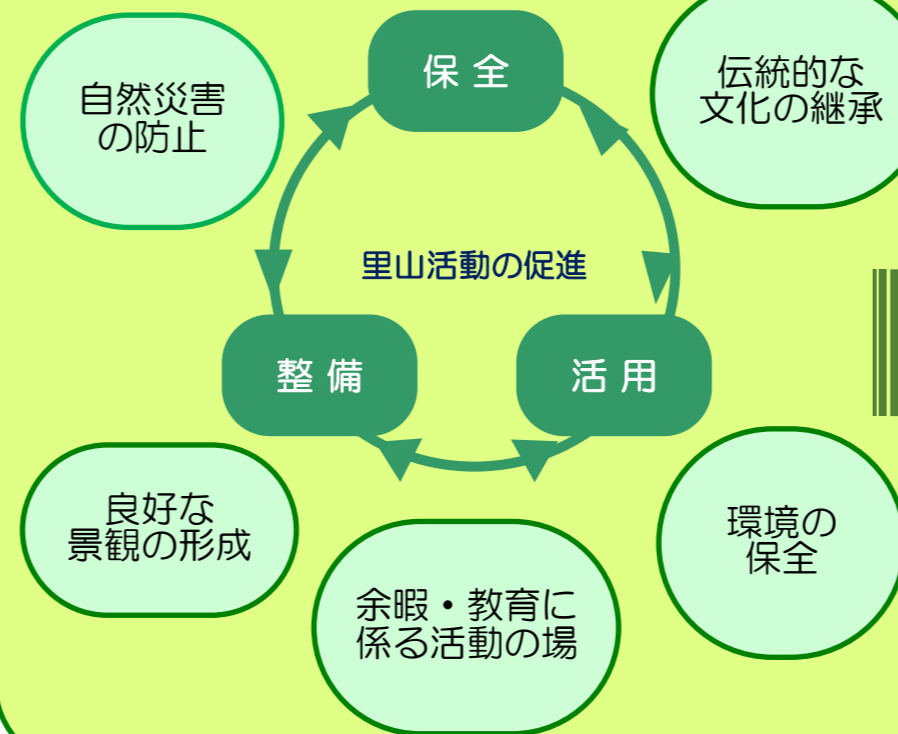 保全
自然災害
の防止
伝統的な
文化の継承
里山活動の促進
整備
活用
良好な
景観の形成
余暇・教育に
係る活動の場
環境の
保全